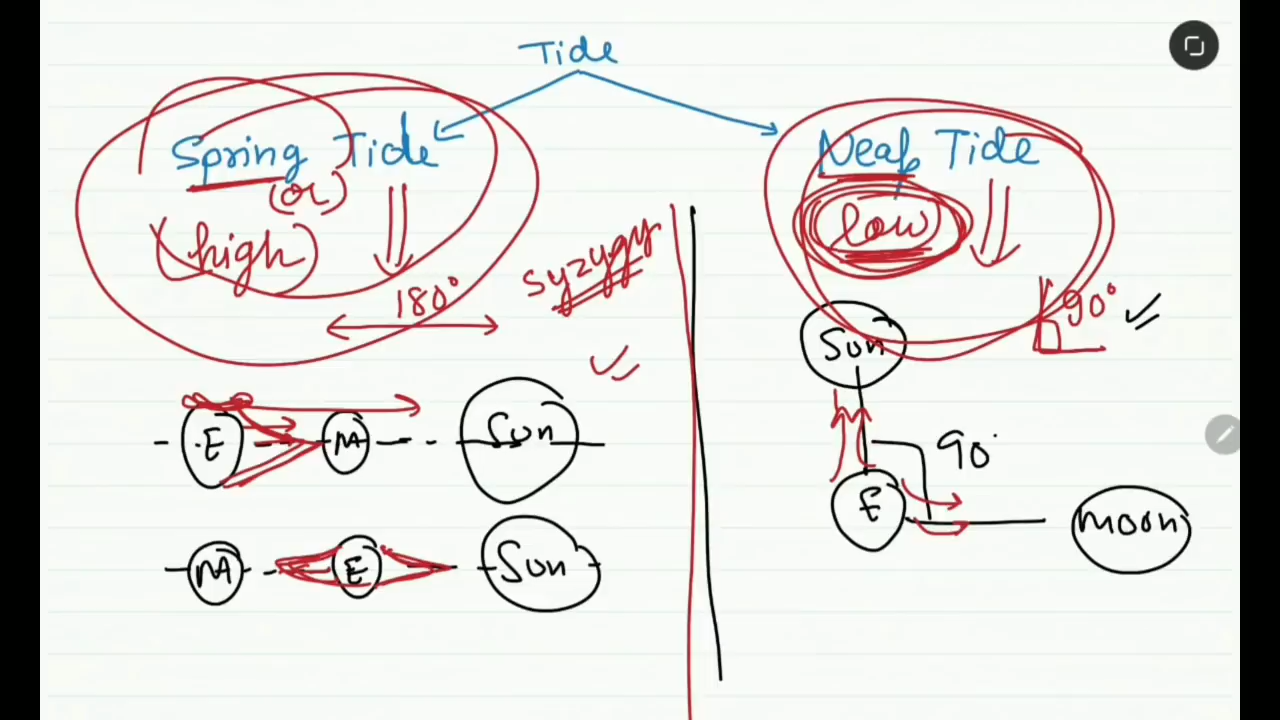 Tide
Spring Tide
(or)
(high)
180°
syzygy
E M Sun
M E Sun
Neap Tide
low
90°
Sun
90°
E moon